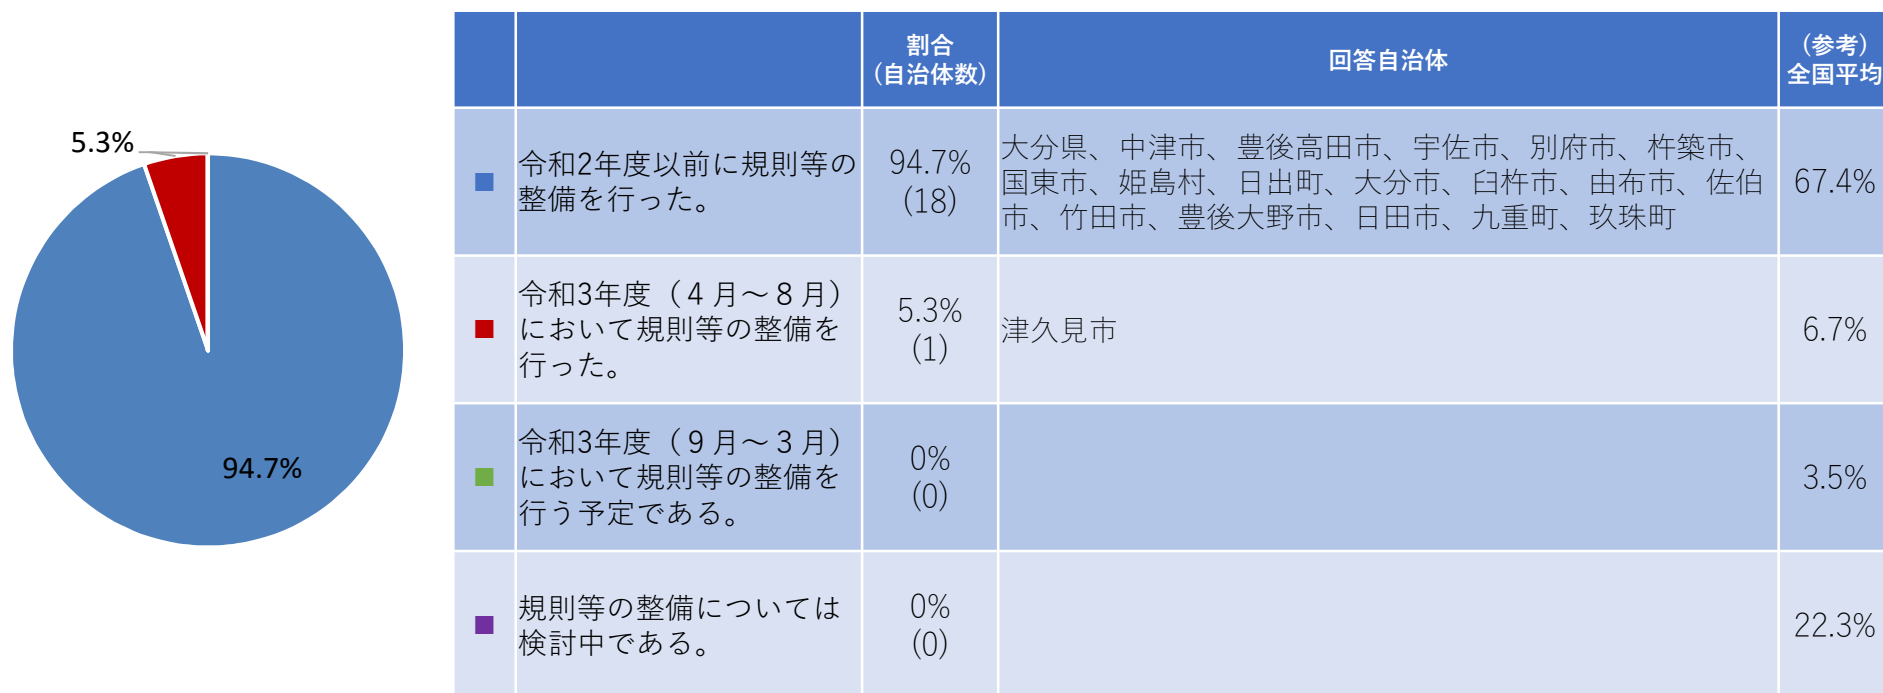 5.3%
94.7%
割合
(自治体数)
回答自治体
(参考)
全国平均
令和2年度以前に規則等の
整備を行った。
94.7%
(18)
大分県、中津市、豊後高田市、宇佐市、別府市、杵築市、
国東市、姫島村、日出町、大分市、臼杵市、由布市、佐伯
市、竹田市、豊後大野市、日田市、九重町、玖珠町
67.4%
令和3年度（４月～８月）
において規則等の整備を
行った。
5.3%
(1)
津久見市
6.7%
令和3年度（９月～３月）
において規則等の整備を
行う予定である。
0%
(0)
3.5%
規則等の整備については
検討中である。
0%
(0)
22.3%